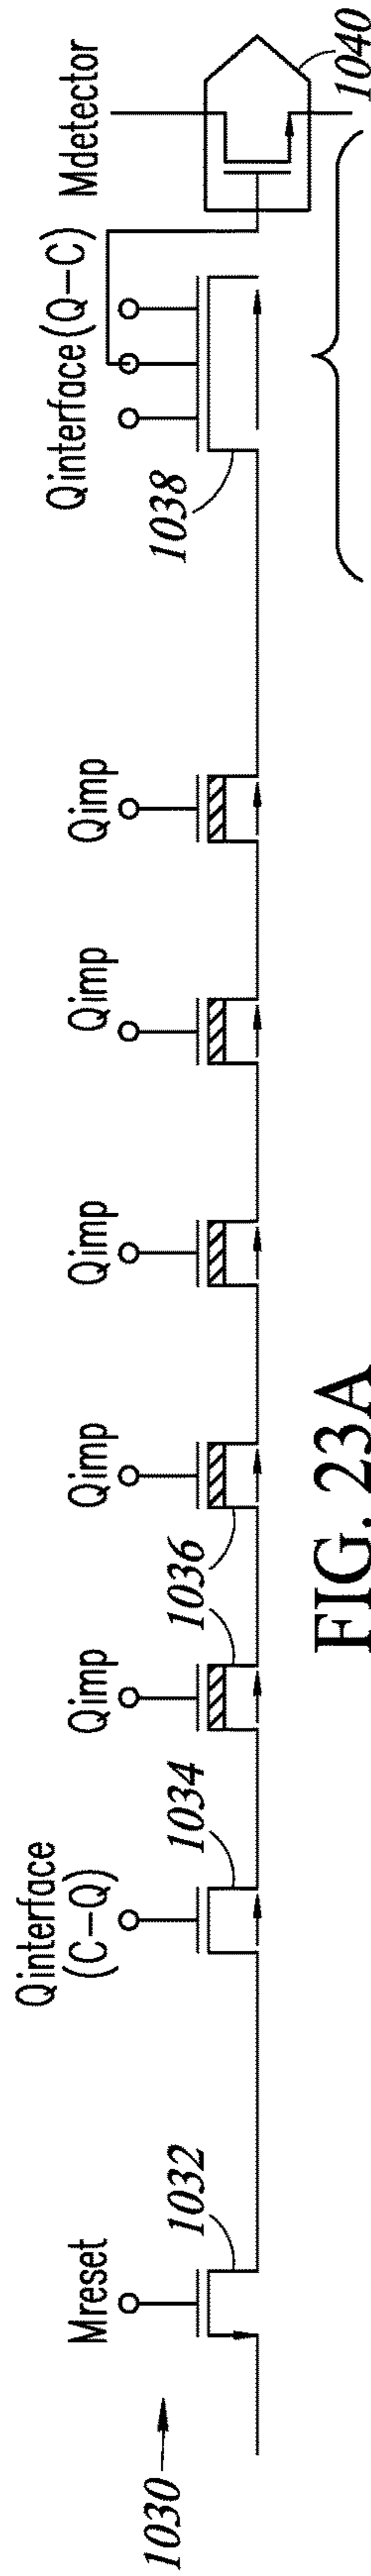 1030
Mreset
1032
Qinterface
(C-Q)
1034
Qimp
1036
Qimp
Qimp
Qimp
Qimp
Qinterface(Q-C)
1038
Mdetector
1040
FIG. 23A